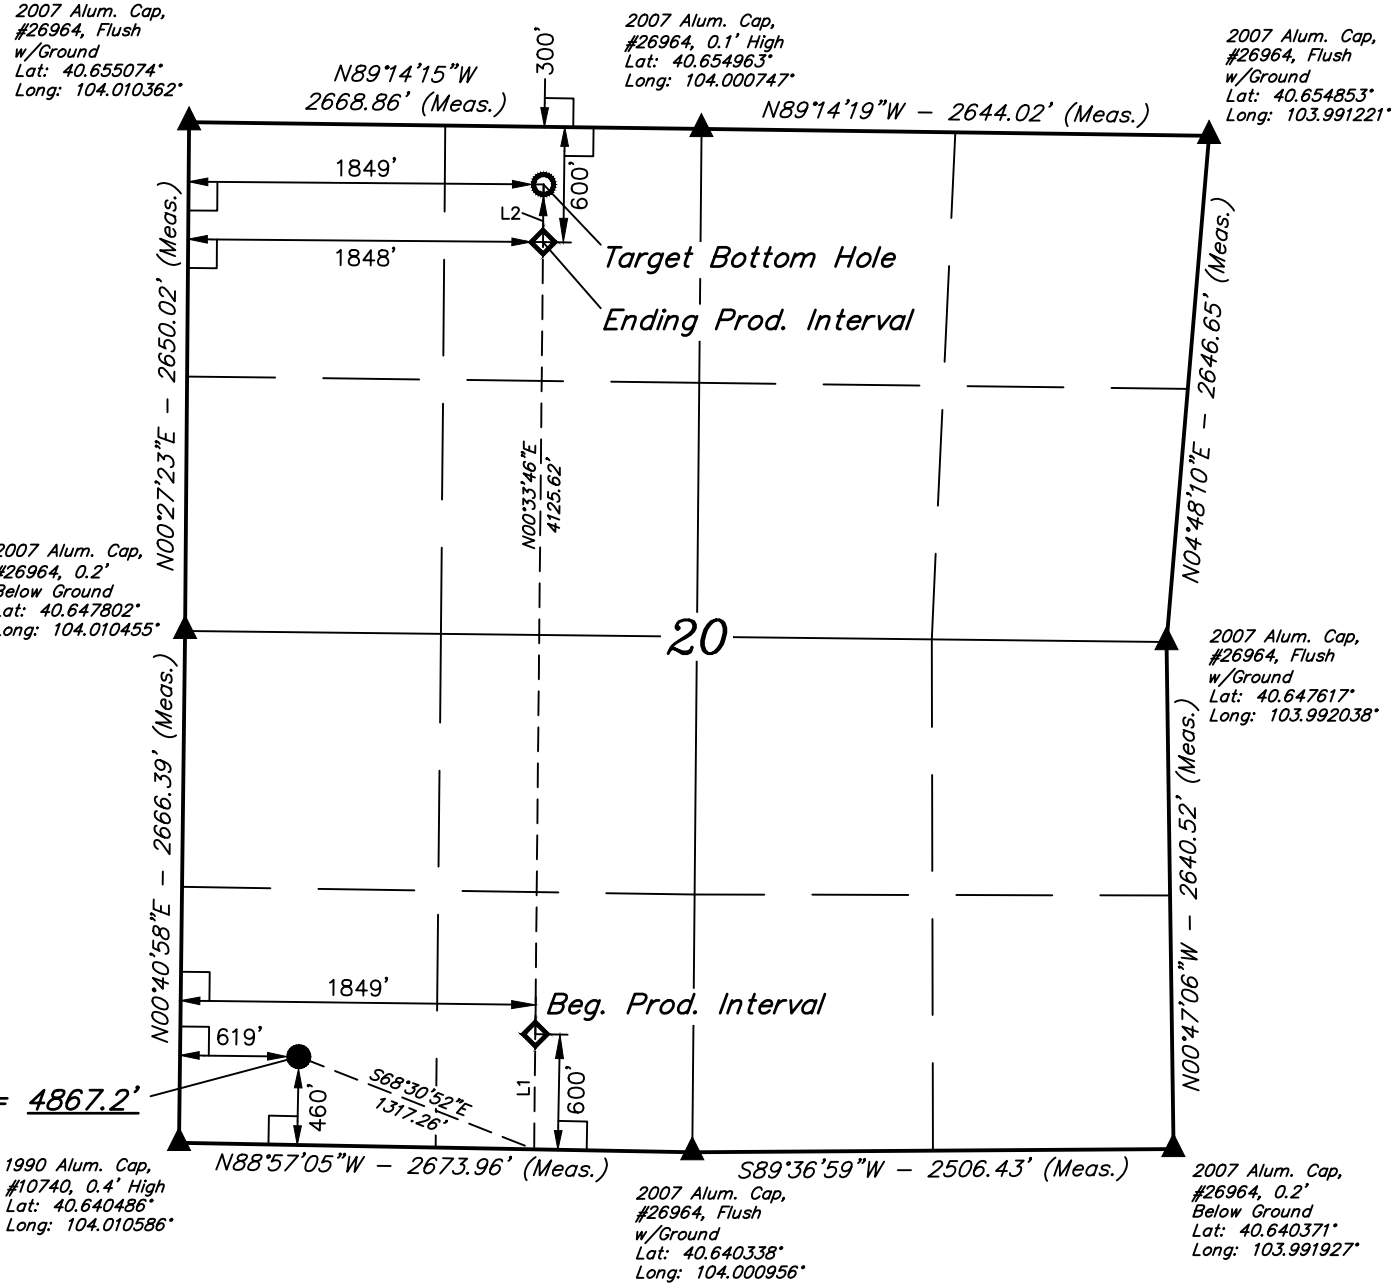 2007 Alum. Cap,
#26964, Flush
w/Ground
Lat: 40.655074°
Long: 104.010362°
N89°14'15"W
2668.86' (Meas.)
300'
2007 Alum. Cap,
#26964, 0.1' High
Lat: 40.654963°
Long: 104.000747°
N89°14'19"W – 2644.02' (Meas.)
2007 Alum. Cap,
#26964, Flush
w/Ground
Lat: 40.654853°
Long: 103.991221°
1849'
600'
L2
1848'
Target Bottom Hole
Ending Prod. Interval
N00°27'23"E – 2650.02' (Meas.)
N04°48'10"E – 2646.65' (Meas.)
N00°33'46"E
4125.62'
2007 Alum. Cap,
#26964, 0.2'
Below Ground
Lat: 40.647802°
Long: 104.010455°
20
2007 Alum. Cap,
#26964, Flush
w/Ground
Lat: 40.647617°
Long: 103.992038°
N00°40'58"E – 2666.39' (Meas.)
N00°47'06"W – 2640.52' (Meas.)
1849'
Beg. Prod. Interval
619'
= 4867.2'
460'
S68°30'52"E
1317.26'
L1
600'
1990 Alum. Cap,
#10740, 0.4' High
Lat: 40.640486°
Long: 104.010586°
N88°57'05"W – 2673.96' (Meas.)
S89°36'59"W – 2506.43' (Meas.)
2007 Alum. Cap,
#26964, Flush
w/Ground
Lat: 40.640338°
Long: 104.000956°
2007 Alum. Cap,
#26964, 0.2'
Below Ground
Lat: 40.640371°
Long: 103.991927°